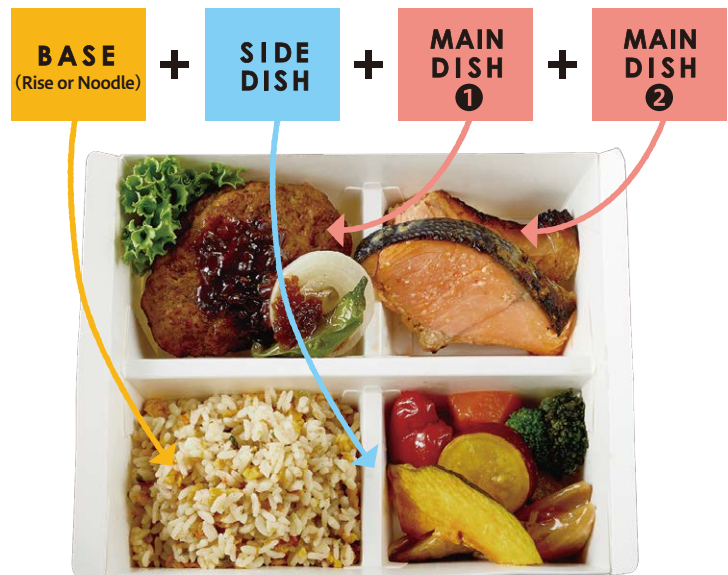 BASE
(Rise or Noodle)
+
SIDE
DISH
+
MAIN
DISH
❶
+
MAIN
DISH
❷